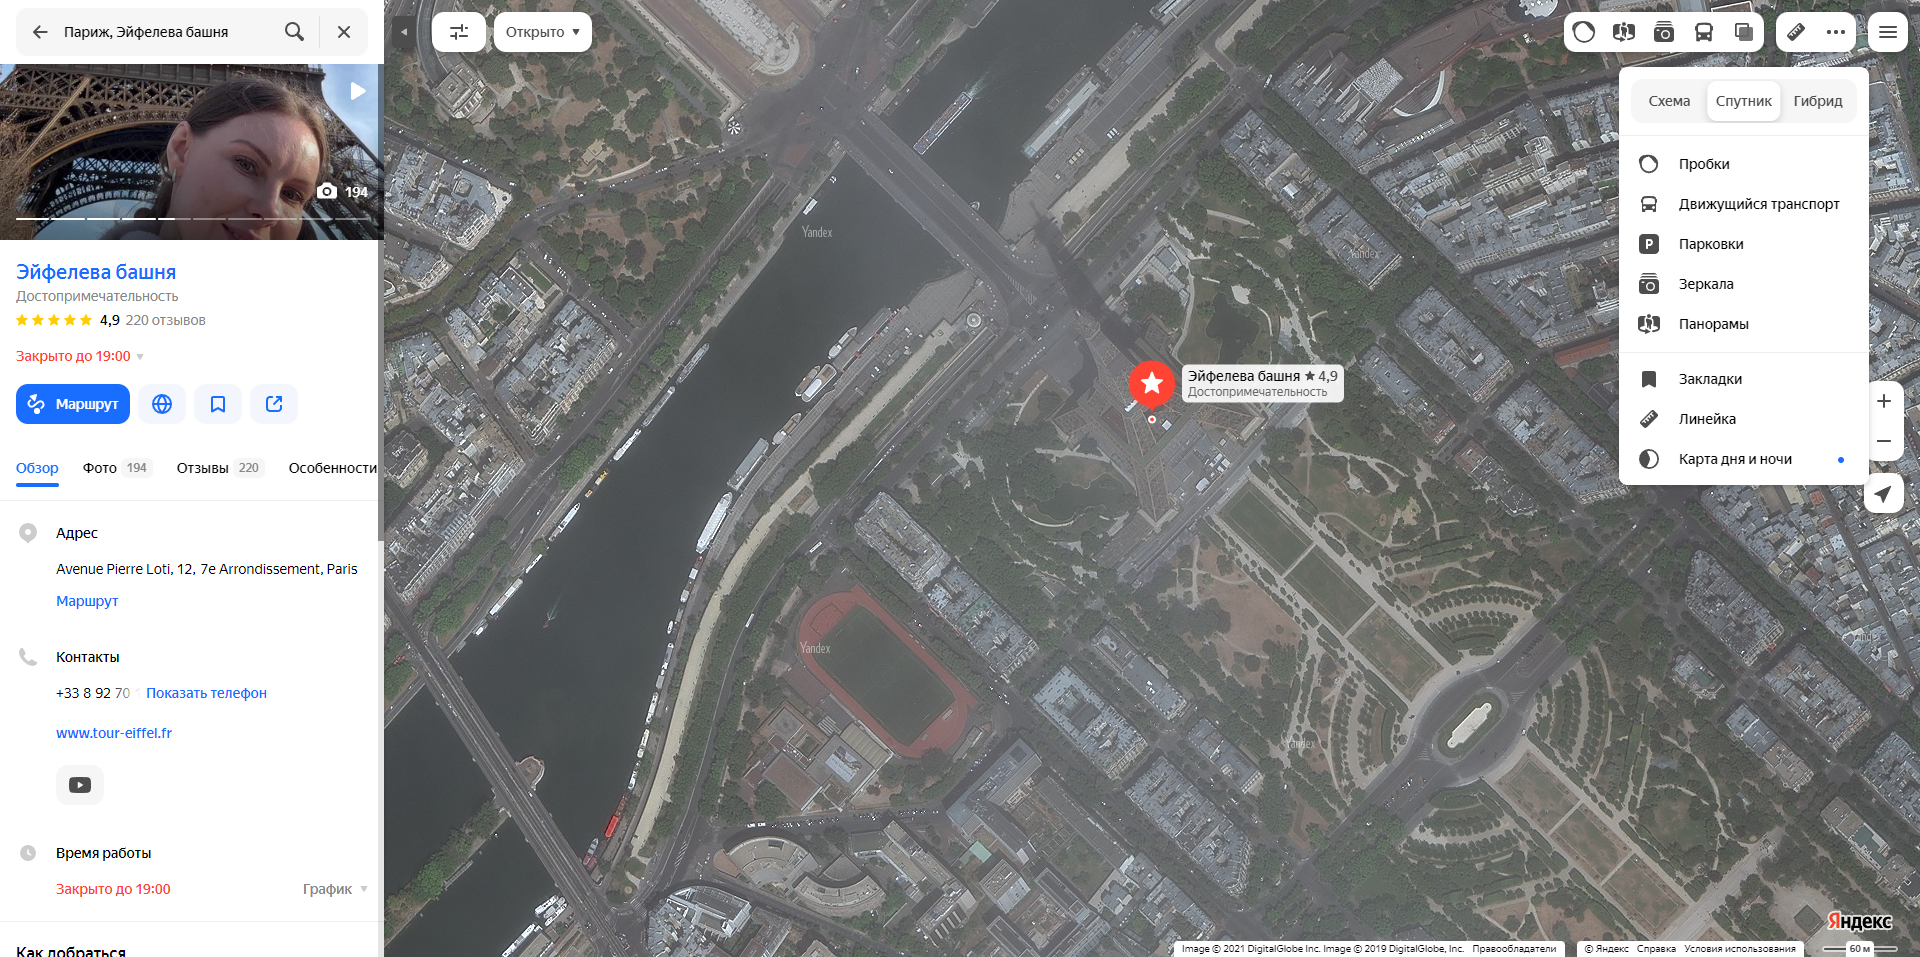 Париж, Эйфелева башня
194
Эйфелева башня
Достопримечательность
4,9 220 отзывов
Закрыто до 19:00
Маршрут
Обзор Фото 194 Отзывы 220 Особенности
Адрес
Avenue Pierre Loti, 12, 7e Arrondissement, Paris
Маршрут
Контакты
+33 8 92 70 Показать телефон
www.tour-eiffel.fr
Время работы
Закрыто до 19:00 График
Как добраться
Открыто
Yandex
Yandex
Эйфелева башня ★ 4,9
Достопримечательность
Yandex
Yandex
Yandex
Схема Спутник Гибрид
Пробки
Движущийся транспорт
P Парковки
Зеркала
Панорамы
Закладки
Линейка
Карта дня и ночи
Яндекс
Image © 2021 DigitalGlobe Inc. Image © 2019 DigitalGlobe, Inc. Правообладатели
© Яндекс Справка Условия использования
60 м